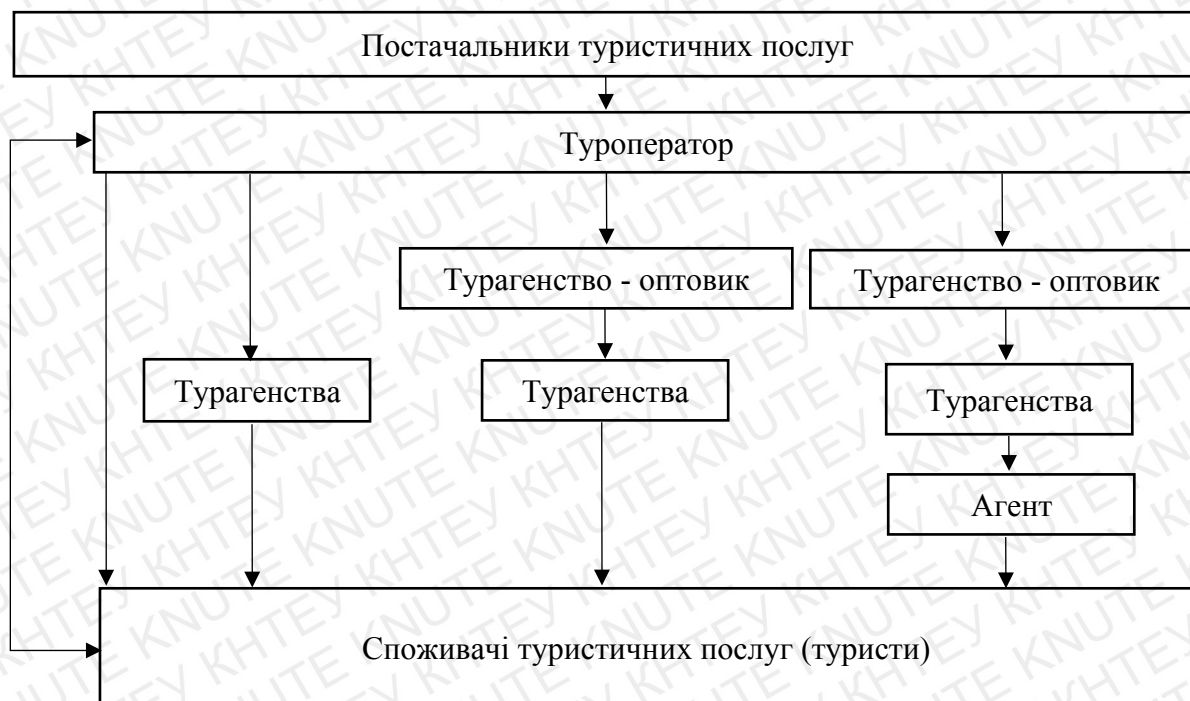 Постачальники туристичних послуг
Туроператор
Турагенство - оптовик
Турагенство - оптовик
Турагенства
Турагенства
Турагенства
Агент
Споживачі туристичних послуг (туристи)